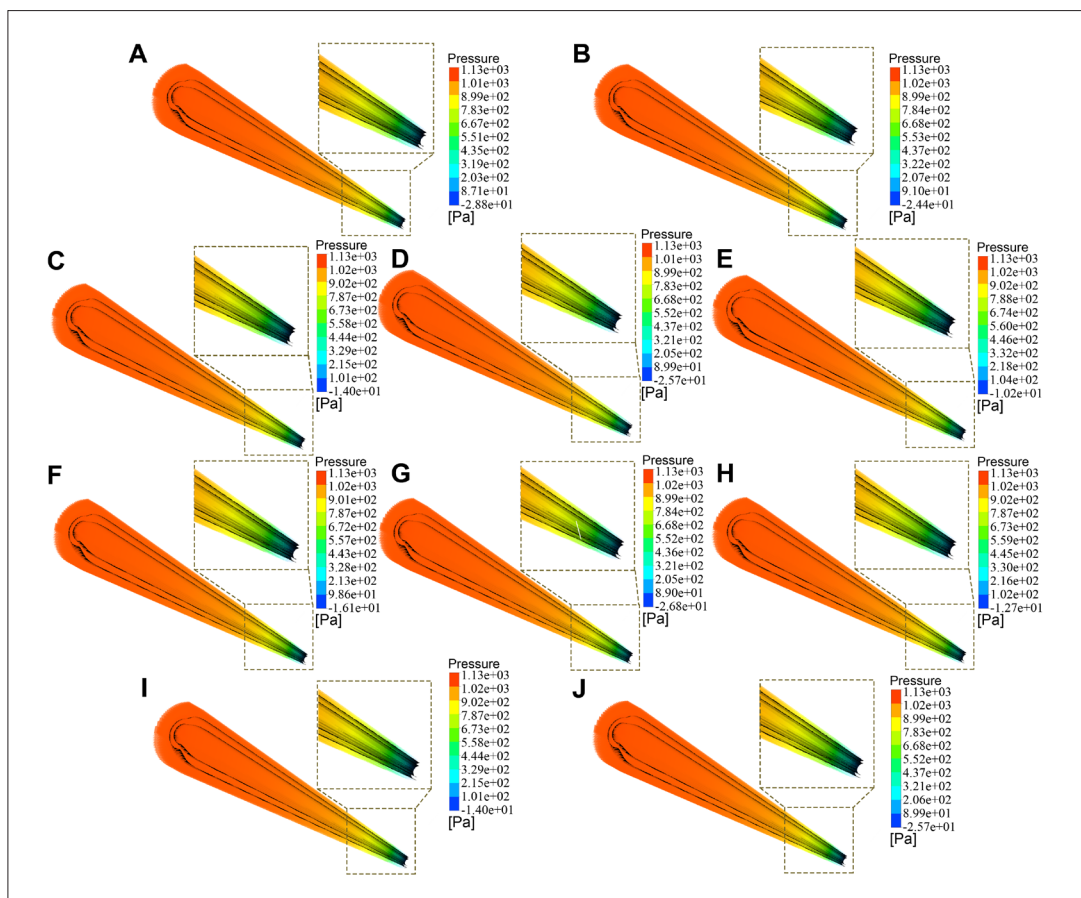 A
Pressure
1.13e+03
1.01e+03
8.99e+02
7.83e+02
6.67e+02
5.51e+02
4.35e+02
3.19e+02
2.03e+02
8.71e+01
-2.88e+01
[Pa]
B
Pressure
1.13e+03
1.02e+03
8.99e+02
7.84e+02
6.67e+02
5.53e+02
4.37e+02
3.22e+02
2.07e+02
9.10e+01
-2.44e+01
[Pa]
C
Pressure
1.13e+03
1.02e+03
9.02e+02
7.87e+02
6.73e+02
5.58e+02
4.44e+02
3.29e+02
2.15e+02
1.01e+02
-1.40e+01
[Pa]
D
Pressure
1.13e+03
1.01e+03
8.99e+02
7.83e+02
6.68e+02
5.52e+02
4.37e+02
3.21e+02
2.05e+02
8.99e+01
-2.57e+01
[Pa]
E
Pressure
1.13e+03
1.02e+03
9.02e+02
7.88e+02
6.74e+02
5.60e+02
4.46e+02
3.32e+02
2.18e+02
1.04e+02
-1.02e+01
[Pa]
F
Pressure
1.13e+03
1.02e+03
9.01e+02
7.87e+02
6.72e+02
5.57e+02
4.43e+02
3.28e+02
2.13e+02
9.86e+01
-1.61e+01
[Pa]
G
Pressure
1.13e+03
1.02e+03
8.99e+02
7.84e+02
6.68e+02
5.52e+02
4.36e+02
3.21e+02
2.05e+02
8.90e+01
-2.68e+01
[Pa]
H
Pressure
1.13e+03
1.02e+03
9.02e+02
7.87e+02
6.73e+02
5.59e+02
4.45e+02
3.30e+02
2.16e+02
1.02e+02
-1.27e+01
[Pa]
I
Pressure
1.13e+03
1.02e+03
9.02e+02
7.87e+02
6.73e+02
5.58e+02
4.44e+02
3.29e+02
2.15e+02
1.01e+02
-1.40e+01
[Pa]
J
Pressure
1.13e+03
1.02e+03
8.99e+02
7.83e+02
6.68e+02
5.52e+02
4.37e+02
3.21e+02
2.06e+02
8.99e+01
-2.57e+01
[Pa]